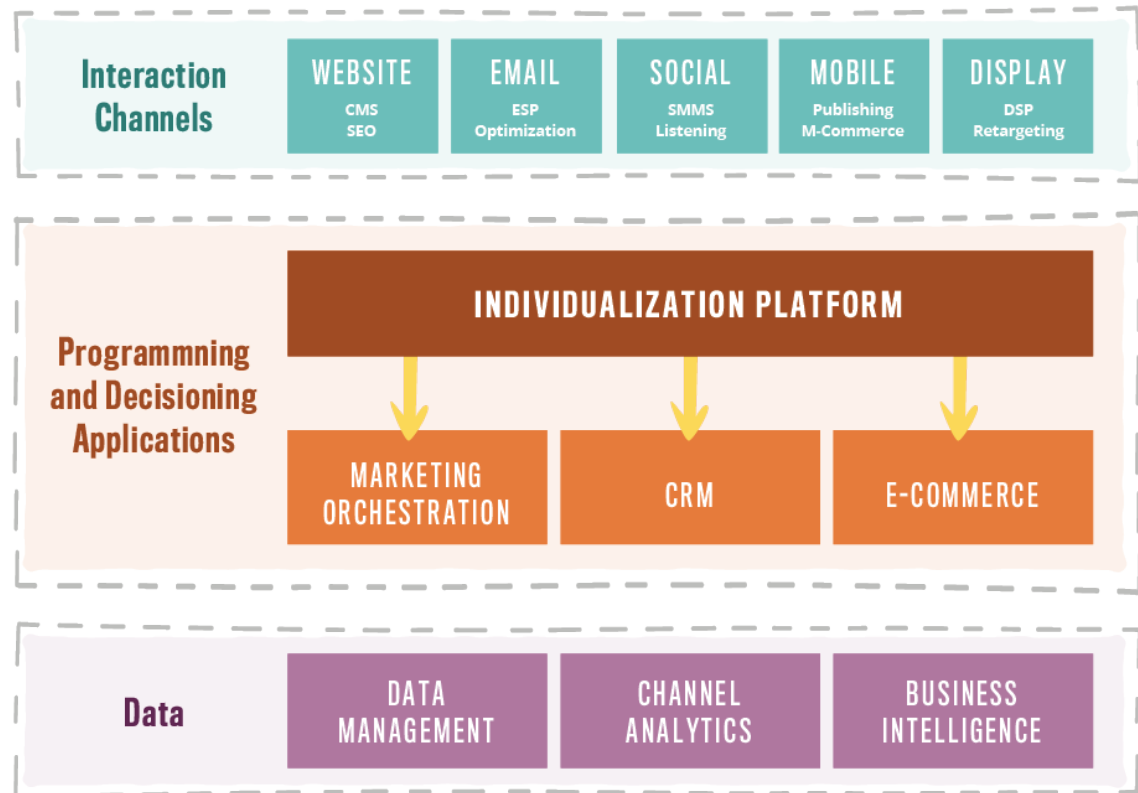 Interaction
Channels
WEBSITE
CMS
SEO
EMAIL
ESP
Optimization
SOCIAL
SMMS
Listening
MOBILE
Publishing
M-Commerce
DISPLAY
DSP
Retargeting
Programmning
and Decisioning
Applications
INDIVIDUALIZATION PLATFORM
MARKETING
ORCHESTRATION
CRM
E-COMMERCE
Data
DATA
MANAGEMENT
CHANNEL
ANALYTICS
BUSINESS
INTELLIGENCE